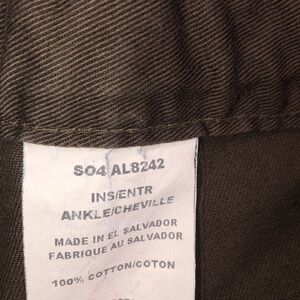 SO4 AL8242
INS/ENTR
ANKLE/CHEVILLE
MADE IN EL SALVADOR
FABRIQUE AU SALVADOR
100% COTTON/COTON